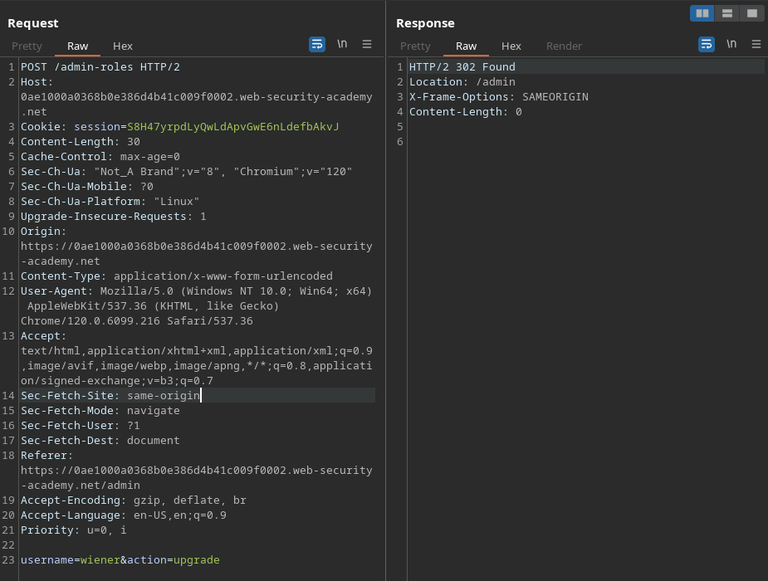 Request
Pretty Raw Hex \n
1 POST /admin-roles HTTP/2
2 Host:
0ae1000a0368b0e386d4b41c009f0002.web-security-academy
.net
3 Cookie: session=S8H47yrpdLyQwLdApvGwE6nLdefbAkvJ
4 Content-Length: 30
5 Cache-Control: max-age=0
6 Sec-Ch-Ua: "Not_A Brand";v="8", "Chromium";v="120"
7 Sec-Ch-Ua-Mobile: ?0
8 Sec-Ch-Ua-Platform: "Linux"
9 Upgrade-Insecure-Requests: 1
10 Origin:
https://0ae1000a0368b0e386d4b41c009f0002.web-security
-academy.net
11 Content-Type: application/x-www-form-urlencoded
12 User-Agent: Mozilla/5.0 (Windows NT 10.0; Win64; x64)
AppleWebKit/537.36 (KHTML, like Gecko)
Chrome/120.0.6099.216 Safari/537.36
13 Accept:
text/html,application/xhtml+xml,application/xml;q=0.9
,image/avif,image/webp,image/apng,*/*;q=0.8,applicati
on/signed-exchange;v=b3;q=0.7
14 Sec-Fetch-Site: same-origin
15 Sec-Fetch-Mode: navigate
16 Sec-Fetch-User: ?1
17 Sec-Fetch-Dest: document
18 Referer:
https://0ae1000a0368b0e386d4b41c009f0002.web-security
-academy.net/admin
19 Accept-Encoding: gzip, deflate, br
20 Accept-Language: en-US,en;q=0.9
21 Priority: u=0, i
22
23 username=wiener&action=upgrade
Response
Pretty Raw Hex Render \n
1 HTTP/2 302 Found
2 Location: /admin
3 X-Frame-Options: SAMEORIGIN
4 Content-Length: 0
5
6